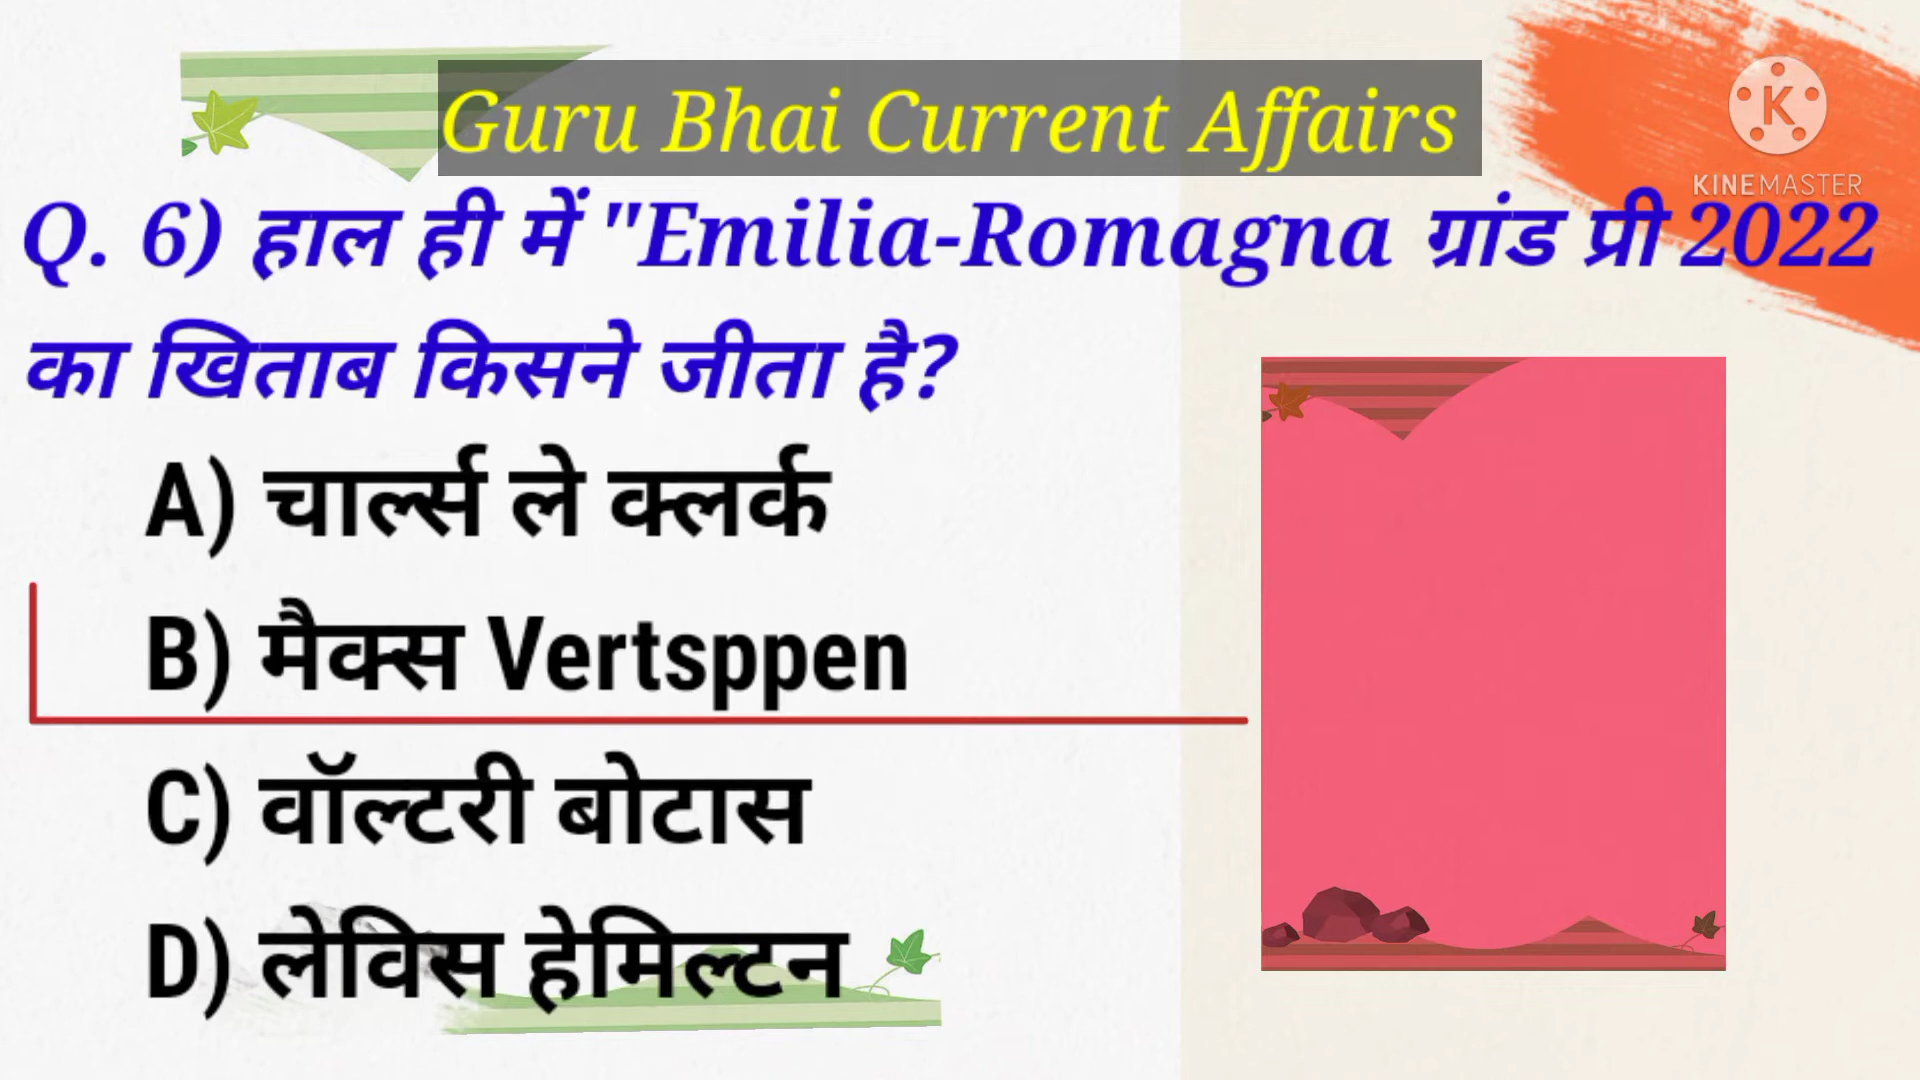 Guru Bhai Current Affairs
KINEMASTER
Q. 6) हाल ही में "Emilia-Romagna ग्रांड प्री 2022
का खिताब किसने जीता है?
A) चार्ल्स ले क्लर्क
B) मैक्स Vertsppen
C) वॉल्टरी बोटास
D) लेविस हेमिल्टन